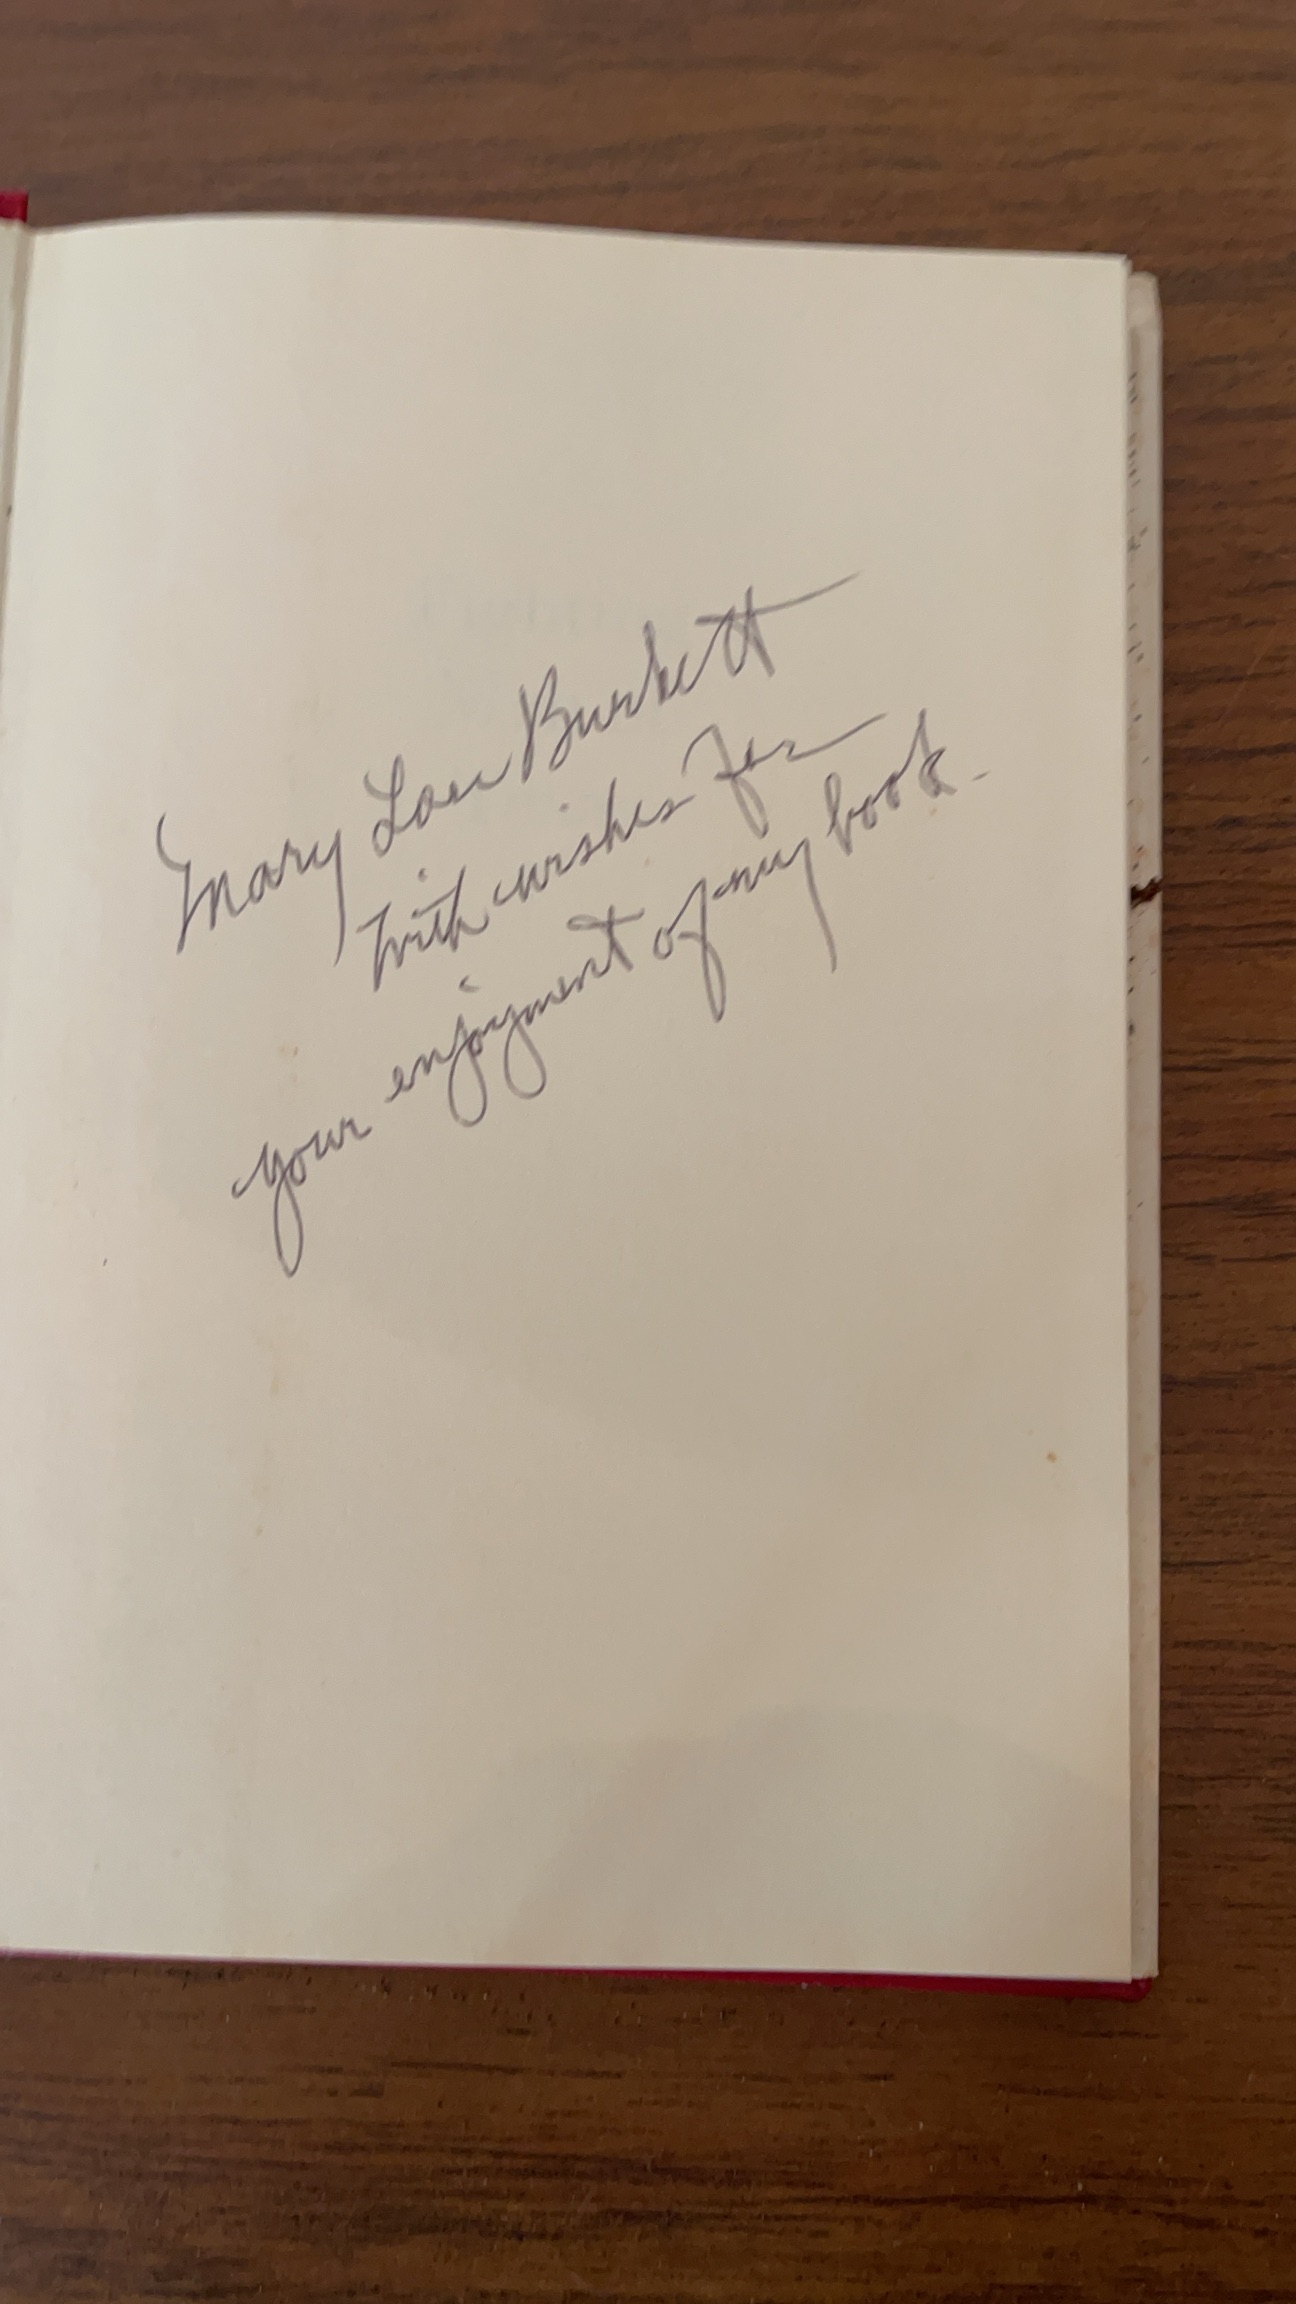 Mary Lou Burkett
With wishes for
your enjoyment of my book.